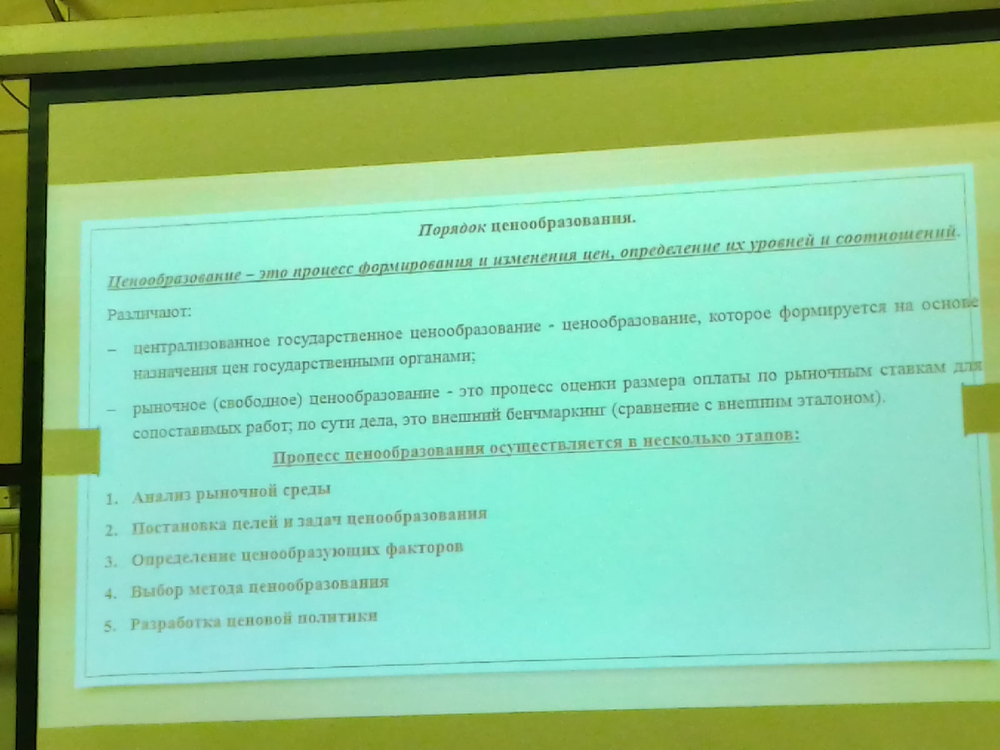 Порядок ценообразования.
Ценообразование – это процесс формирования и изменения цен, определение их уровней и соотношений.
Различают:
– централизованное государственное ценообразование - ценообразование, которое формируется на основе
назначения цен государственными органами;
– рыночное (свободное) ценообразование - это процесс оценки размера оплаты по рыночным ставкам для
сопоставимых работ; по сути дела, это внешний бенчмаркинг (сравнение с внешним эталоном).
Процесс ценообразования осуществляется в несколько этапов:
1. Анализ рыночной среды
2. Постановка целей и задач ценообразования
3. Определение ценообразующих факторов
4. Выбор метода ценообразования
5. Разработка ценовой политики